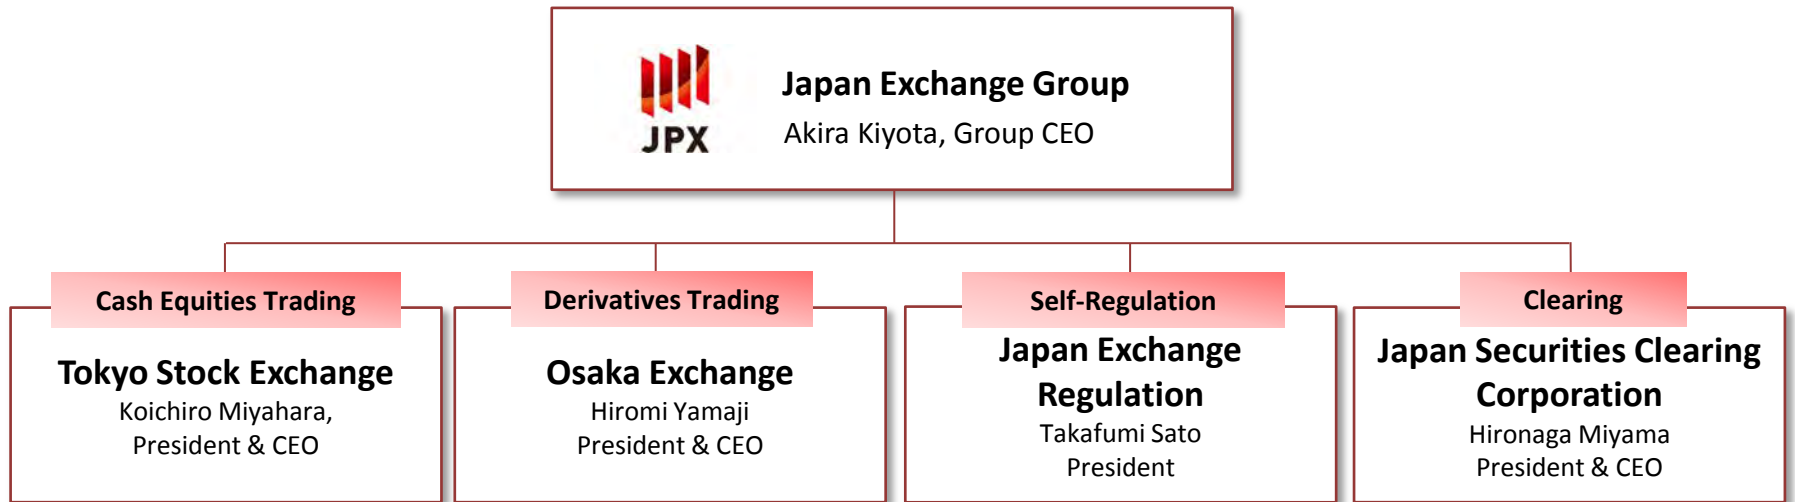 JPX
Japan Exchange Group
Akira Kiyota, Group CEO
Cash Equities Trading
Tokyo Stock Exchange
Koichiro Miyahara,
President & CEO
Derivatives Trading
Osaka Exchange
Hiromi Yamaji
President & CEO
Self-Regulation
Japan Exchange
Regulation
Takafumi Sato
President
Clearing
Japan Securities Clearing
Corporation
Hironaga Miyama
President & CEO